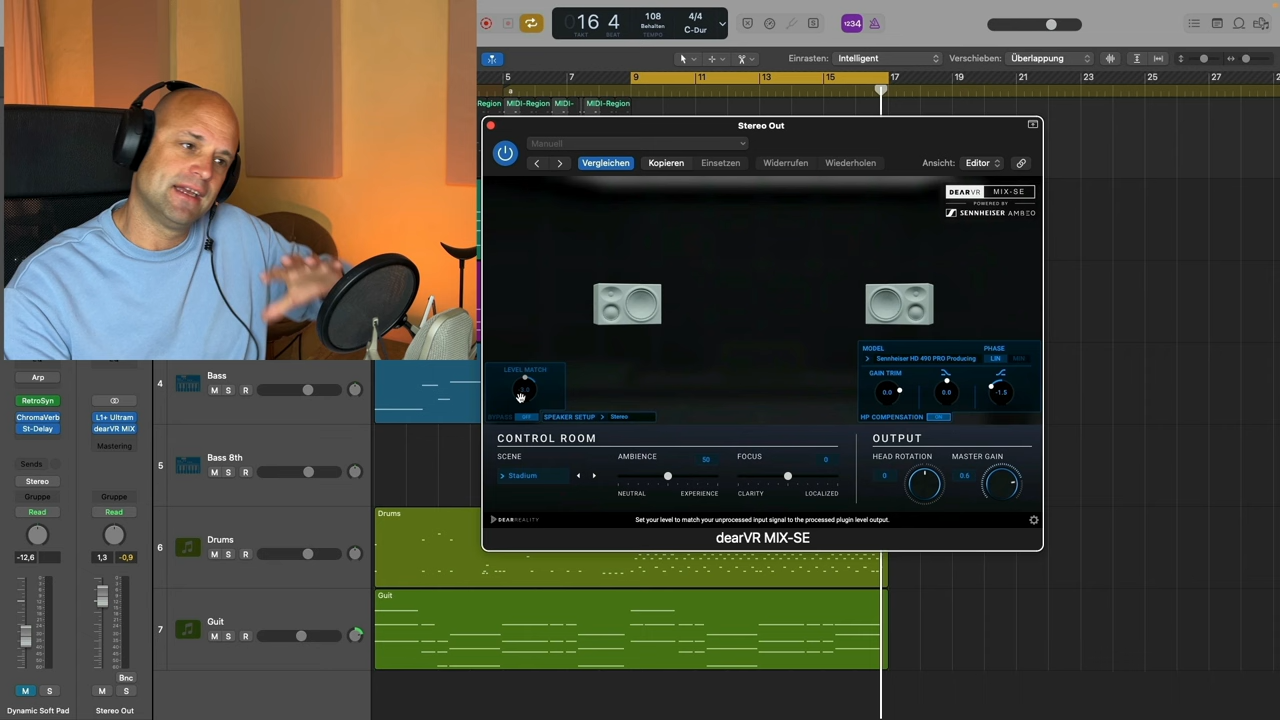 16 4
TAKT
BEAT
108
Behalten
TEMPO
4/4
C-Dur
1234
Einrasten:
Intelligent
Verschieben:
Überlappung
5
7
9
11
13
15
17
19
21
23
25
27
a
Region
MIDI-Region
MIDI-
MIDI-Region
Stereo Out
Manuell
Vergleichen
Kopieren
Einsetzen
Widerrufen
Wiederholen
Ansicht:
Editor
DEARVR MIX-SE
POWERED BY
SENNHEISER AMBEO
MODEL
PHASE
Sennheiser HD 490 PRO Producing
LIN
MIN
GAIN TRIM
0.0
0.0
-1.5
HP COMPENSATION
ON
LEVEL MATCH
BYPASS
OFF
SPEAKER SETUP
Stereo
CONTROL ROOM
SCENE
Stadium
AMBIENCE
50
NEUTRAL
EXPERIENCE
FOCUS
0
CLARITY
LOCALIZED
OUTPUT
HEAD ROTATION
0
MASTER GAIN
0.6
DEARREALITY
Set your level to match your unprocessed input signal to the processed plugin level output.
dearVR MIX-SE
Arp
RetroSyn
ChromaVerb
St-Delay
Sends
Stereo
Gruppe
Read
-12,6
M S
Dynamic Soft Pad
L1+ Ultram
dearVR MIX
Mastering
Gruppe
Read
1,3
-0,9
Bnc
M S
Stereo Out
4
Bass
M S R
5
Bass 8th
M S R
6
Drums
M S R
7
Guit
M S R
Drums
Guit